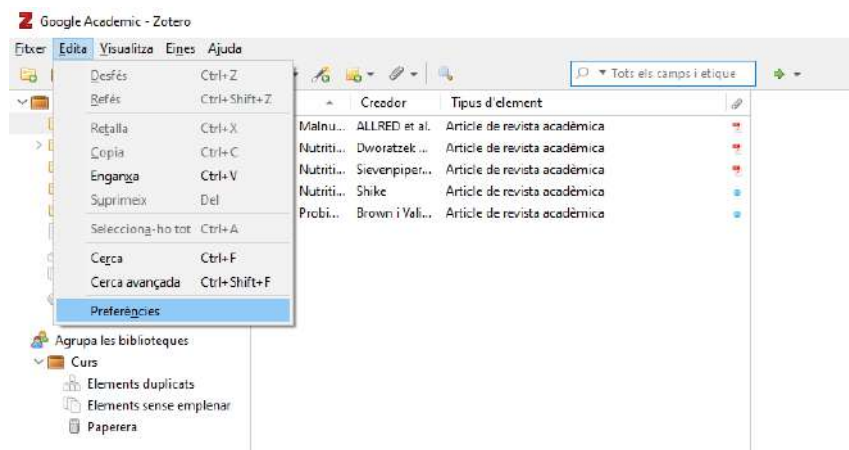 Google Academic - Zotero
Fitxer Edita Visualitza Eines Ajuda
Tots els camps i etique
Desfés Ctrl+Z
Refés Ctrl+Shift+Z
Retalla Ctrl+X
Copia Ctrl+C
Enganxa Ctrl+V
Suprimeix Del
Selecciona-ho tot Ctrl+A
Cerca Ctrl+F
Cerca avançada Ctrl+Shift+F
Preferències
Creador Tipus d'element
Malnu... ALLRED et al. Article de revista acadèmica
Nutriti... Dworatzek ... Article de revista acadèmica
Nutriti... Sievenpiper... Article de revista acadèmica
Nutriti... Shike Article de revista acadèmica
Probi... Brown i Vali... Article de revista acadèmica
Agrupa les biblioteques
Curs
Elements duplicats
Elements sense emplenar
Paperera